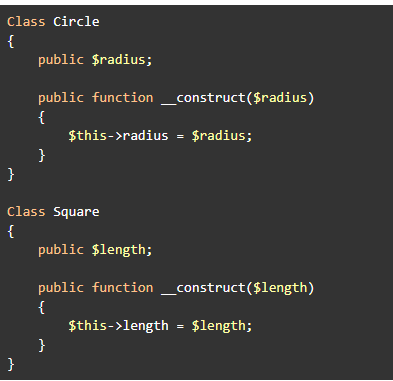 Class Circle
{
    public $radius;
    public function __construct($radius)
    {
        $this->radius = $radius;
    }
}
Class Square
{
    public $length;
    public function __construct($length)
    {
        $this->length = $length;
    }
}